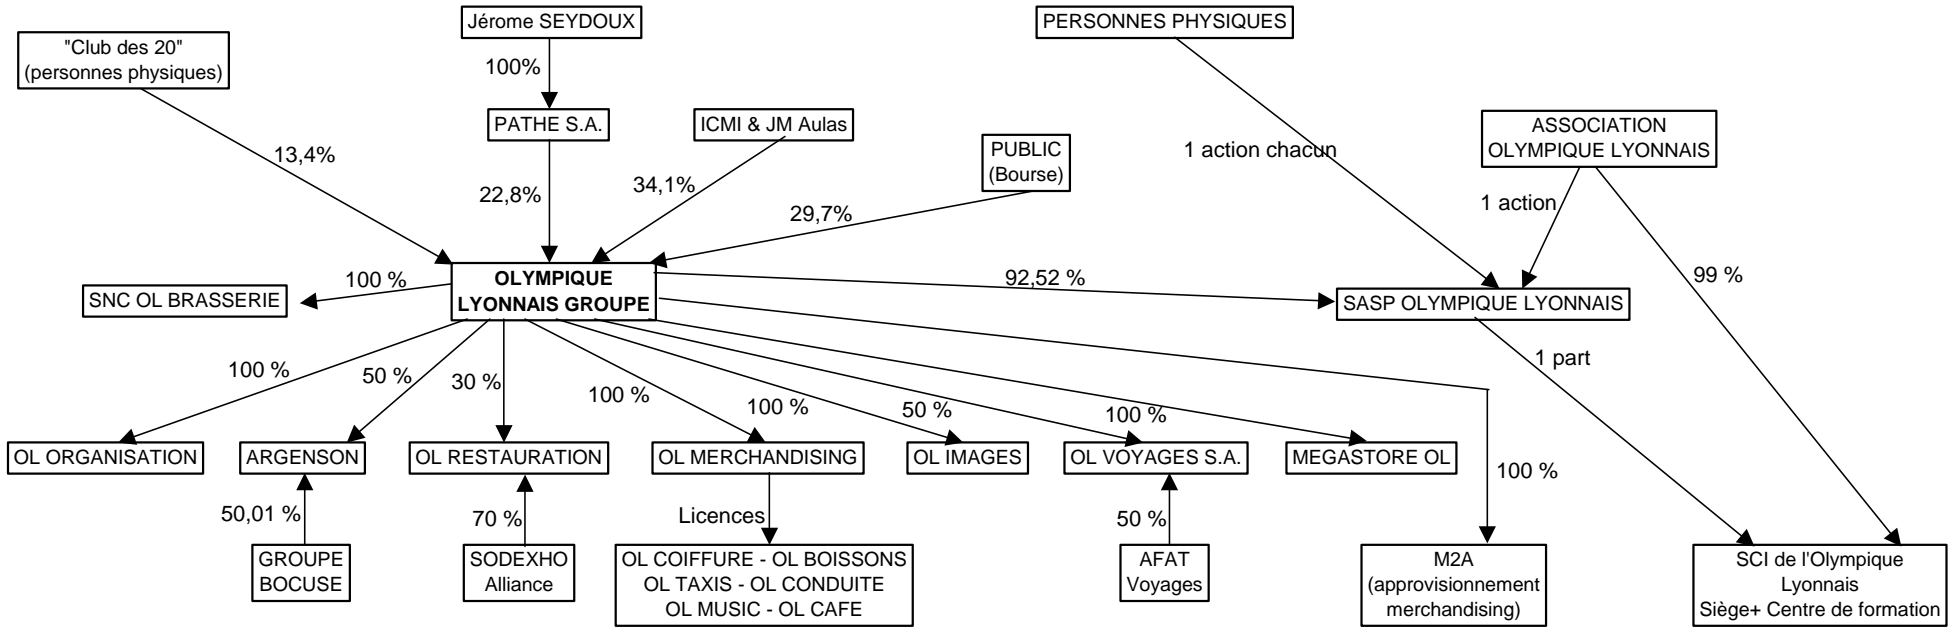 Jérome SEYDOUX
PERSONNES PHYSIQUES
"Club des 20"
(personnes physiques)
100%
PATHE S.A.
ICMI & JM Aulas
ASSOCIATION
OLYMPIQUE LYONNAIS
13,4%
1 action chacun
PUBLIC
(Bourse)
22,8%
34,1%
29,7%
1 action
SNC OL BRASSERIE
100 %
OLYMPIQUE
LYONNAIS GROUPE
92,52 %
SASP OLYMPIQUE LYONNAIS
99 %
1 part
100 %
50 %
30 %
100 %
100 %
50 %
100 %
OL ORGANISATION
ARGENSON
OL RESTAURATION
OL MERCHANDISING
OL IMAGES
OL VOYAGES S.A.
MEGASTORE OL
100 %
50,01 %
70 %
Licences
50 %
GROUPE
BOCUSE
SODEXHO
Alliance
OL COIFFURE - OL BOISSONS
OL TAXIS - OL CONDUITE
OL MUSIC - OL CAFE
AFAT
Voyages
M2A
(approvisionnement
merchandising)
SCI de l'Olympique
Lyonnais
Siège+ Centre de formation